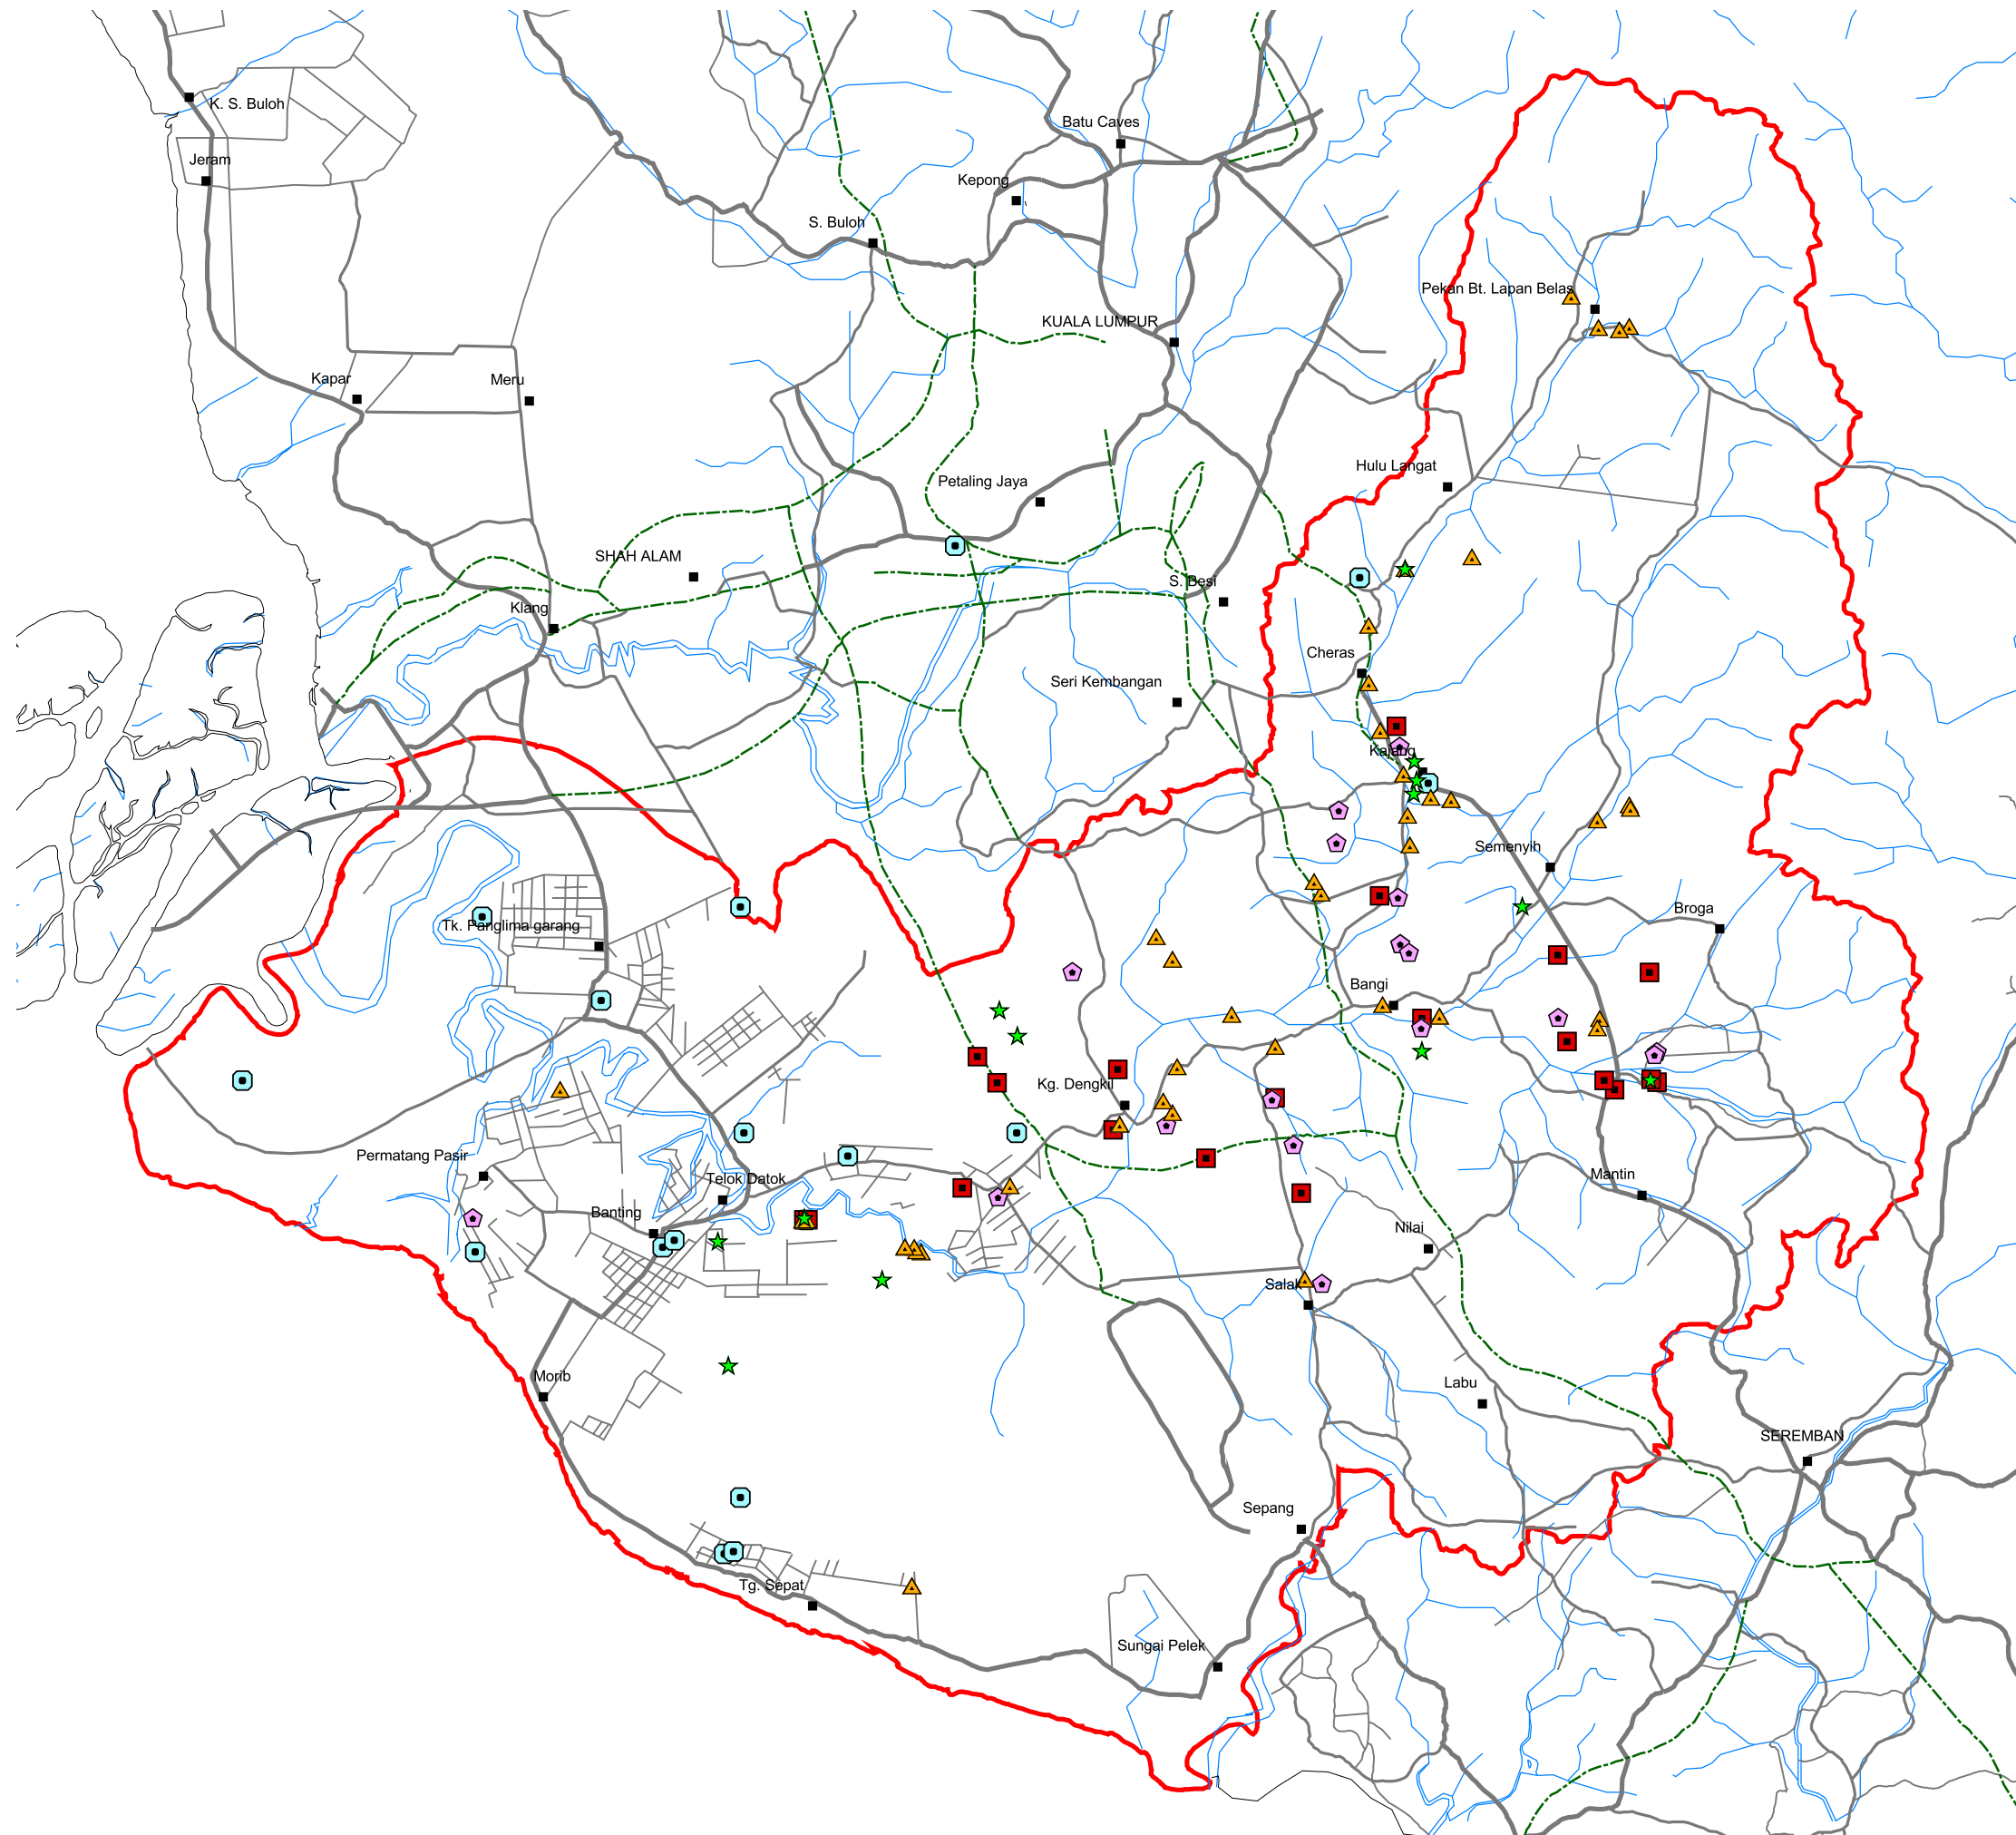 K. S. Buloh
Batu Caves
Jeram
Kepong
S. Buloh
Pekan Bt. Lapan Belas
KUALA LUMPUR
Kapar
Meru
Hulu Langat
Petaling Jaya
SHAH ALAM
S. Besi
Klang
Cheras
Seri Kembangan
Kajang
Semenyih
Broga
Tk. Panglima garang
Bangi
Kg. Dengkil
Permatang Pasir
Telok Datok
Mantin
Banting
Nilai
Salak
Morib
Labu
SEREMBAN
Sepang
Tg. Sepat
Sungai Pelek